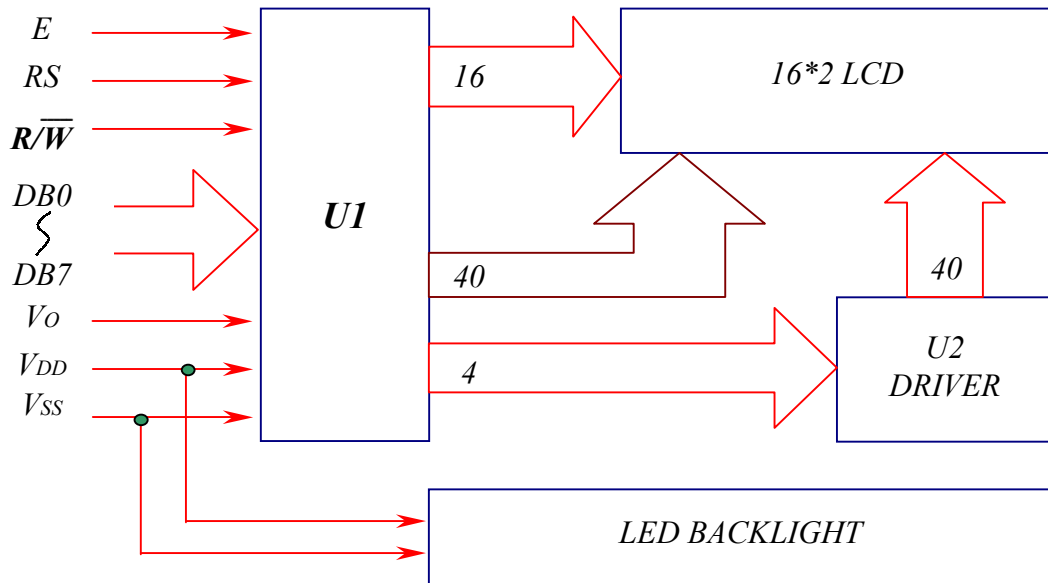 E
RS
R/W̅
DB0
DB7
VO
VDD
VSS
U1
16
40
4
16*2 LCD
40
U2
DRIVER
LED BACKLIGHT